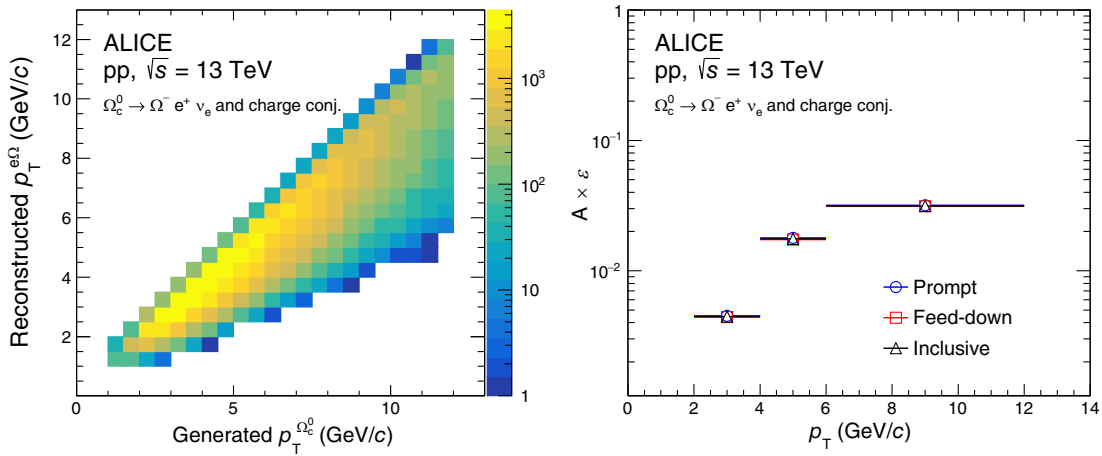 ALICE
pp, √s = 13 TeV
Ω_c^0 → Ω^- e^+ ν_e and charge conj.
Reconstructed p_T^{eΩ} (GeV/c)
12
10
8
6
4
2
0
5
10
Generated p_T^{Ω_c^0} (GeV/c)
10^3
10^2
10
1
ALICE
pp, √s = 13 TeV
Ω_c^0 → Ω^- e^+ ν_e and charge conj.
A × ε
1
10^{-1}
10^{-2}
Prompt
Feed-down
Inclusive
0 2 4 6 8 10 12 14
p_T (GeV/c)